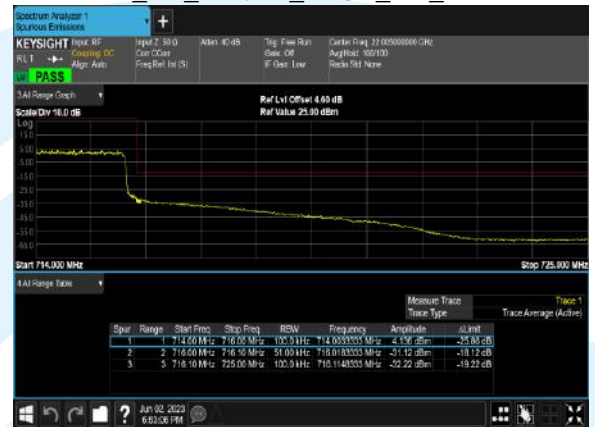 Spectrum Analyzer 1
Spurious Emissions
+
KEYSIGHT Input: RF Input Z: 50 Ω Atten: 40 dB Trig: Free Run Center Freq: 22.005000000 GHz
RLT Coupling: DC Corr CCorr Gate: Off Avg|Hold: 100/100
Align: Auto Freq Ref: Int (S) IF Gain: Low Radio Std: None
PASS
3 All Range Graph
Ref Lvl Offset 4.60 dB
Scale/Div 10.0 dB Ref Value 25.00 dBm
Log
15.0
5.00
-5.00
-15.0
-25.0
-35.0
-45.0
-55.0
-65.0
Start 714.000 MHz Stop 725.000 MHz
4 All Range Table
Measure Trace Trace 1
Trace Type Trace Average (Active)
Spur Range Start Freq Stop Freq RBW Frequency Amplitude ΔLimit
1 1 714.00 MHz 716.00 MHz 100.0 kHz 714.0033333 MHz 4.136 dBm -25.86 dB
2 2 716.00 MHz 716.10 MHz 51.00 kHz 716.0183333 MHz -31.12 dBm -18.12 dB
3 3 716.10 MHz 725.00 MHz 100.0 kHz 716.1148333 MHz -32.22 dBm -19.22 dB
? Jun 02, 2023
6:53:06 PM